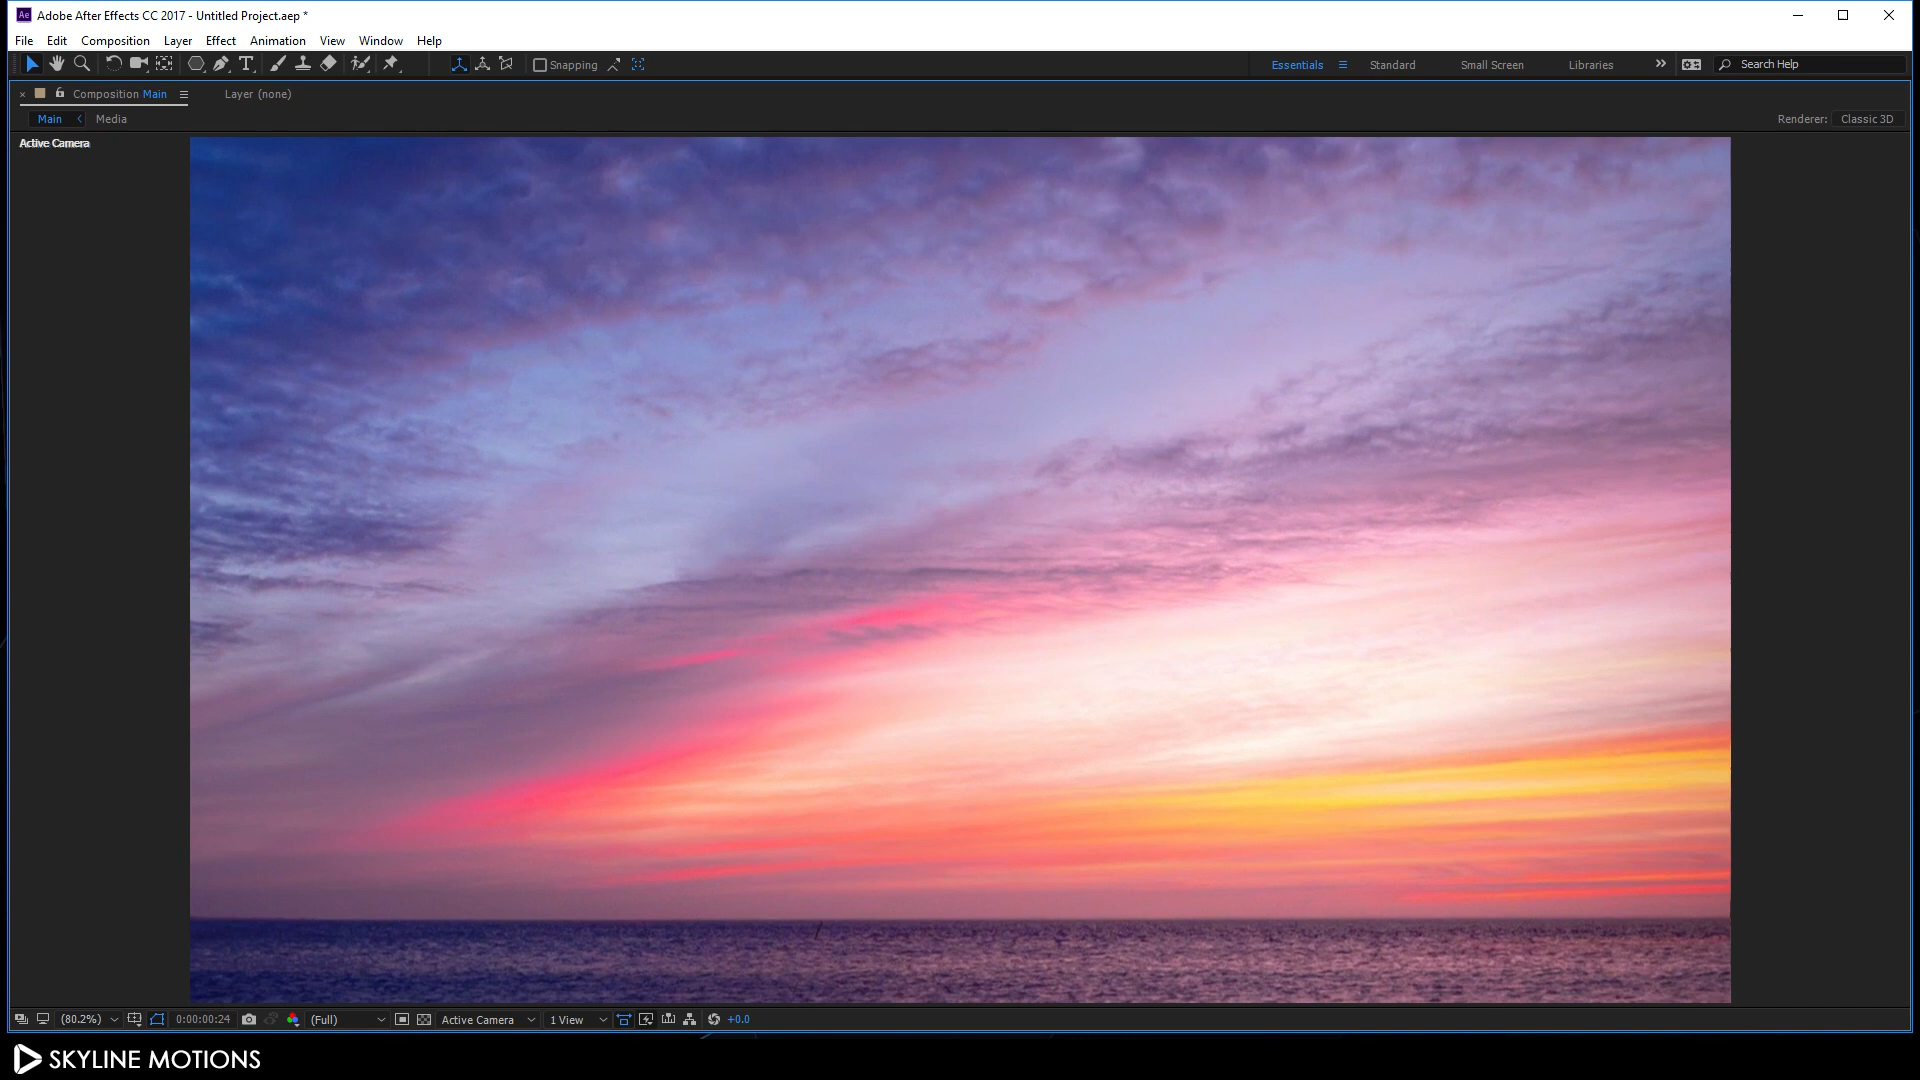 Ae Adobe After Effects CC 2017 - Untitled Project.aep *
File Edit Composition Layer Effect Animation View Window Help
Snapping Essentials Standard Small Screen Libraries Search Help
Composition Main Layer (none)
Main Media Renderer: Classic 3D
Active Camera
(80.2%) 0:00:00:24 (Full) Active Camera 1 View +0.0
SKYLINE MOTIONS